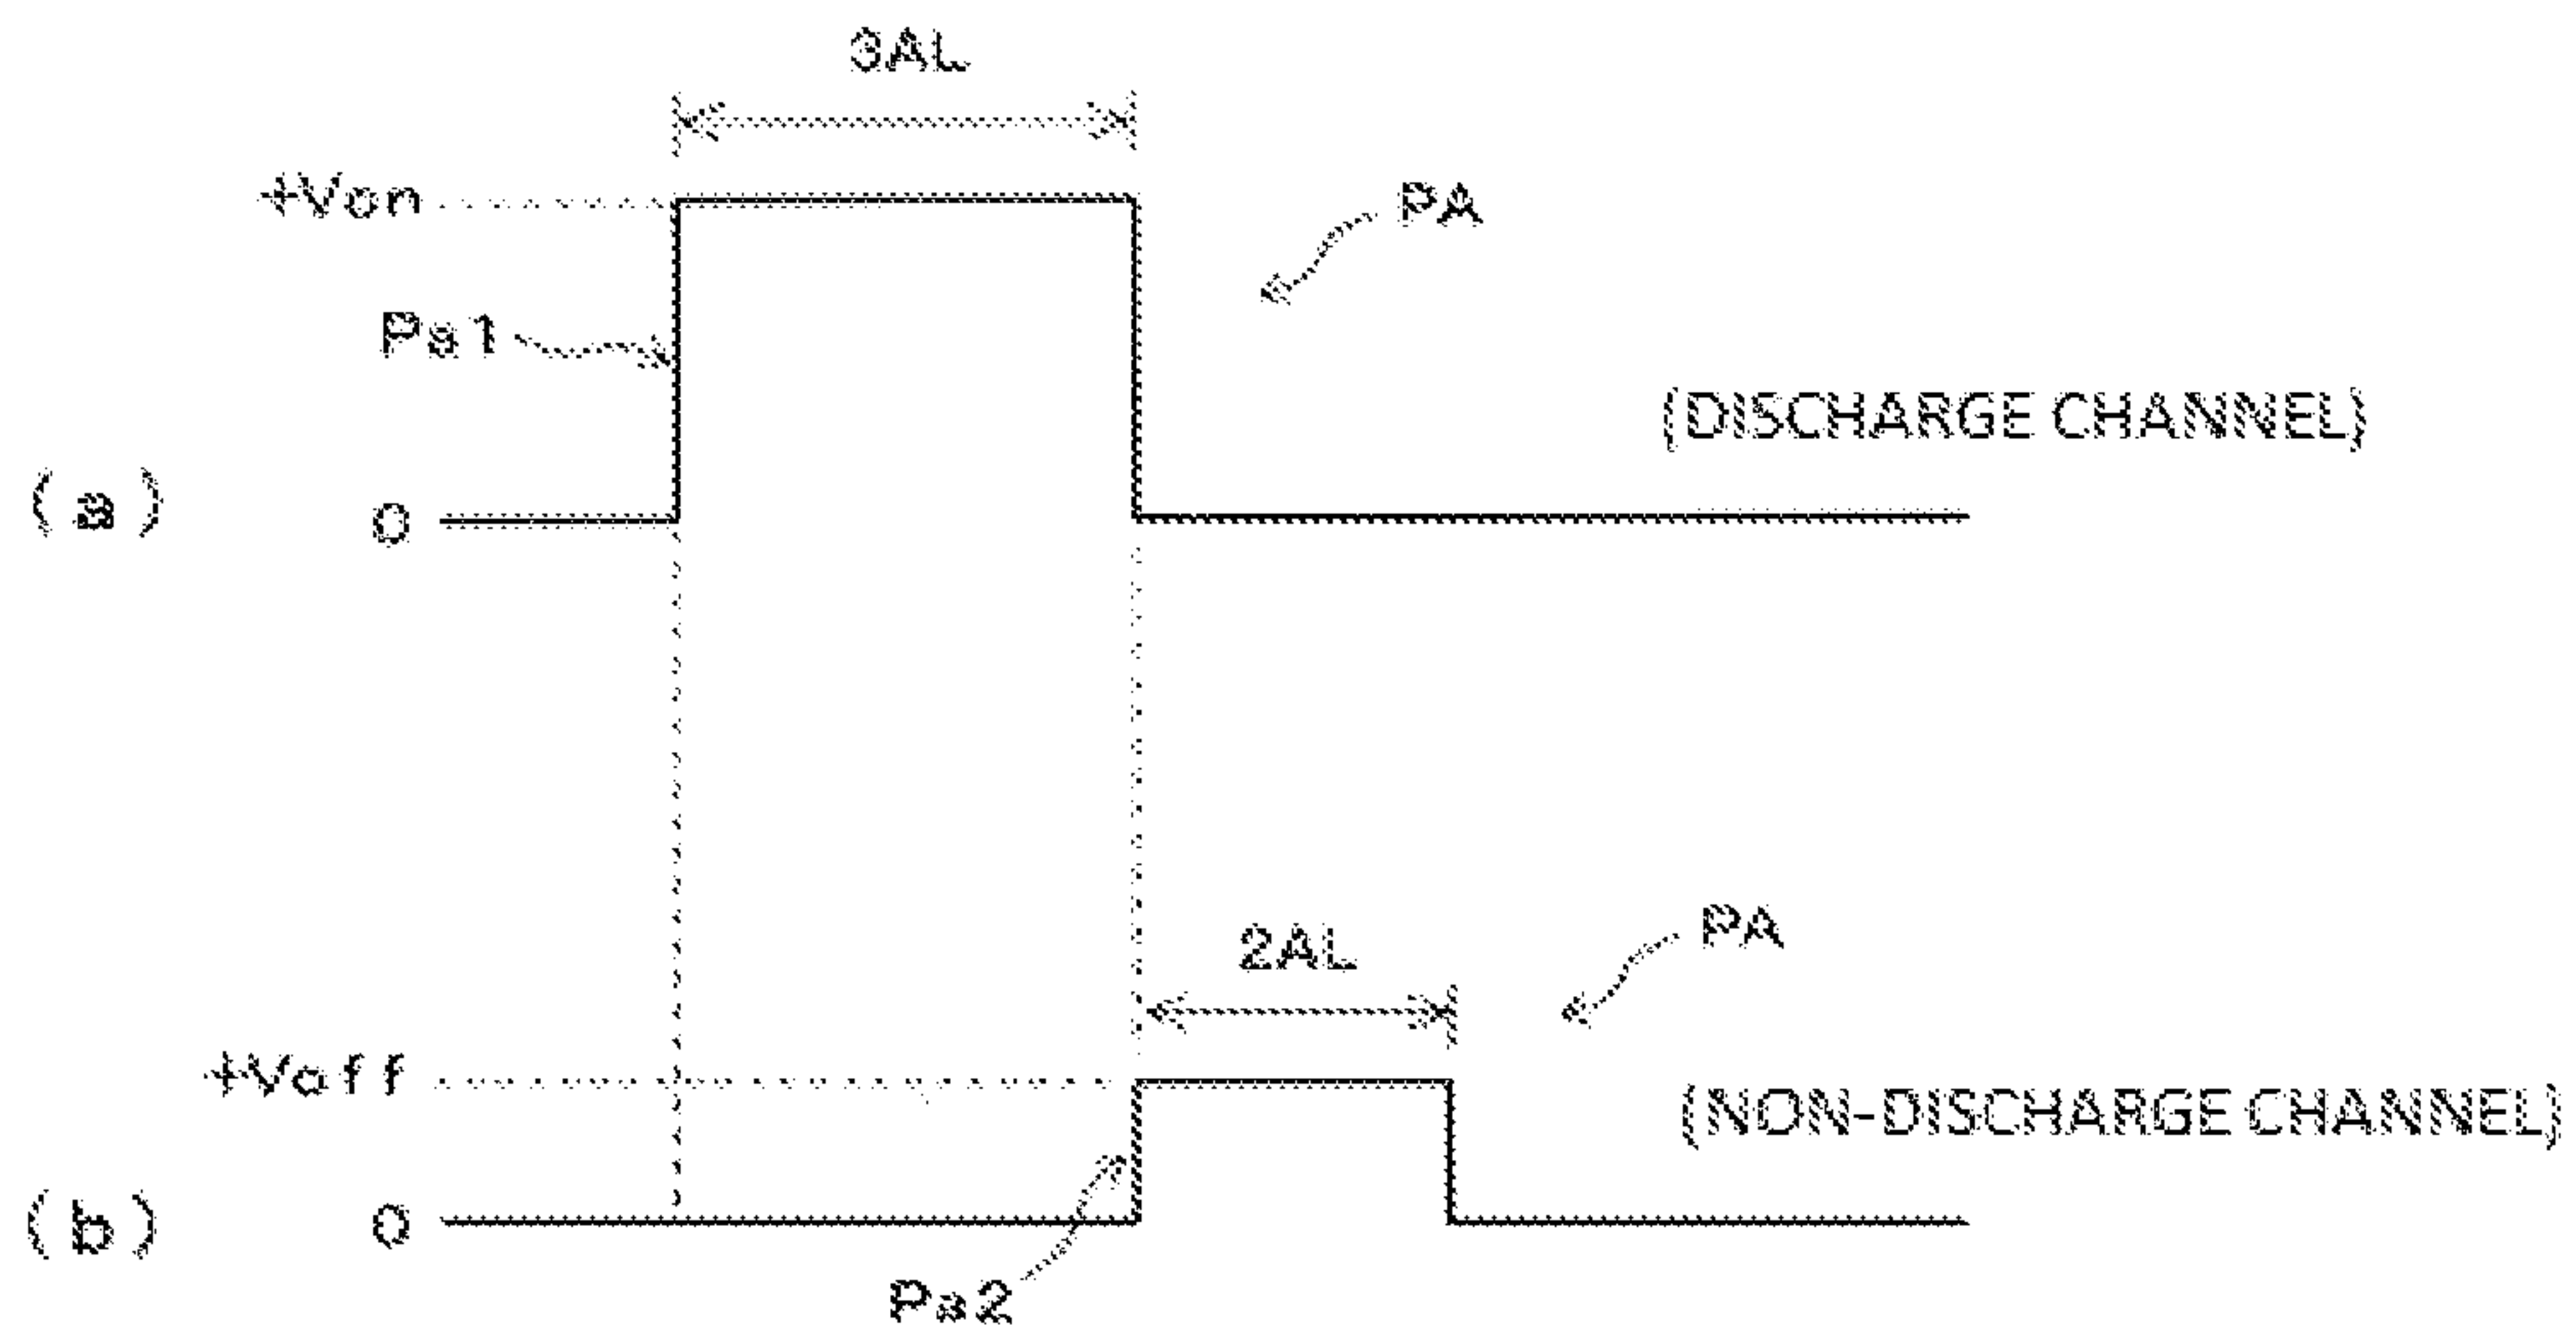 3AL
+Von
PA
Pa1
(DISCHARGE CHANNEL)
(a)
0
2AL
PA
+Voff
(NON-DISCHARGE CHANNEL)
(b)
0
Pa2